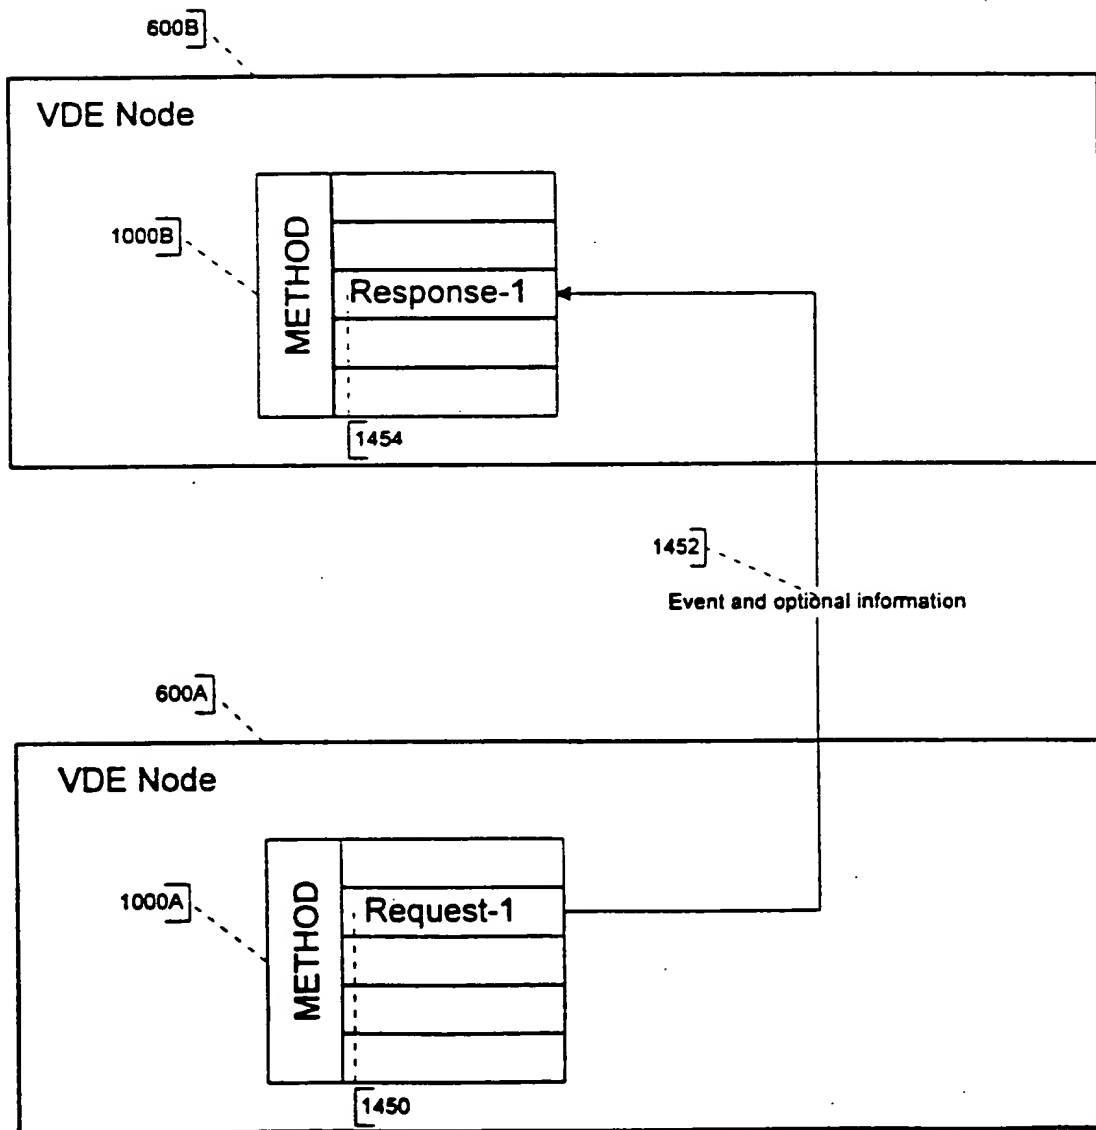 600B
VDE Node
1000B
METHOD
Response-1
1454
1452
Event and optional information
600A
VDE Node
1000A
METHOD
Request-1
1450